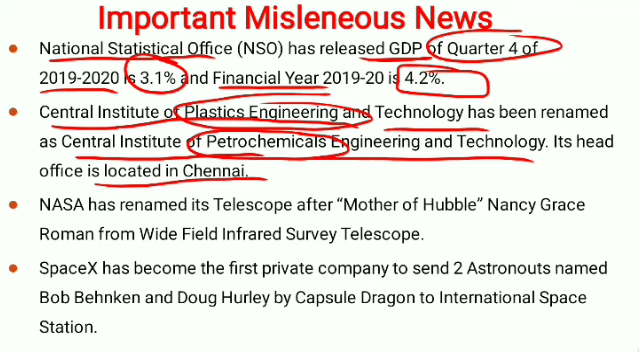 Important Misleneous News
National Statistical Office (NSO) has released GDP of Quarter 4 of
2019-2020 is 3.1% and Financial Year 2019-20 is 4.2%.
Central Institute of Plastics Engineering and Technology has been renamed
as Central Institute of Petrochemicals Engineering and Technology. Its head
office is located in Chennai.
NASA has renamed its Telescope after “Mother of Hubble” Nancy Grace
Roman from Wide Field Infrared Survey Telescope.
SpaceX has become the first private company to send 2 Astronouts named
Bob Behnken and Doug Hurley by Capsule Dragon to International Space
Station.